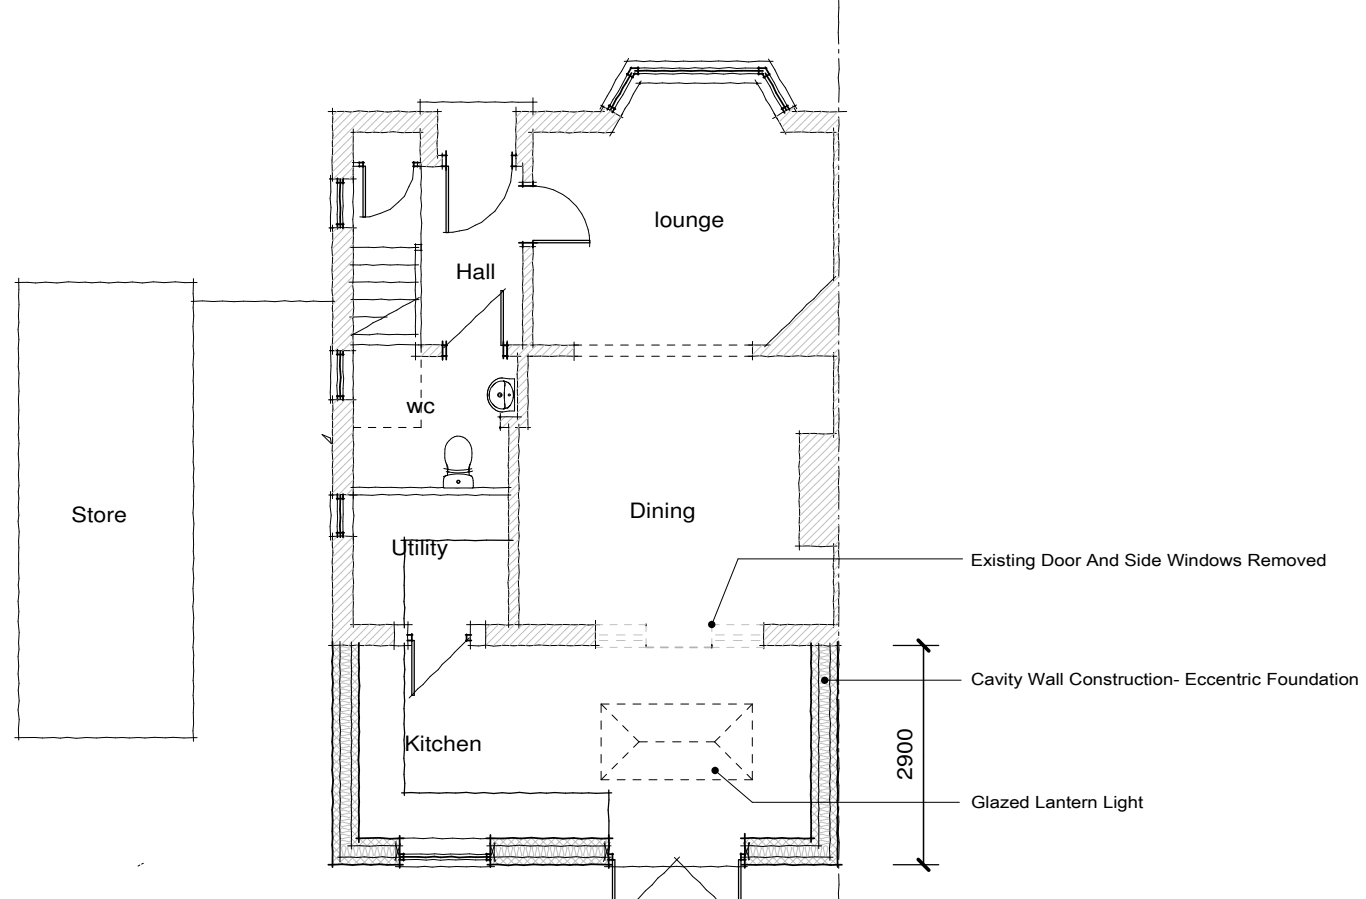 lounge
Hall
wc
Store
Dining
Utility
Existing Door And Side Windows Removed
Cavity Wall Construction- Eccentric Foundation
Kitchen
2900
Glazed Lantern Light